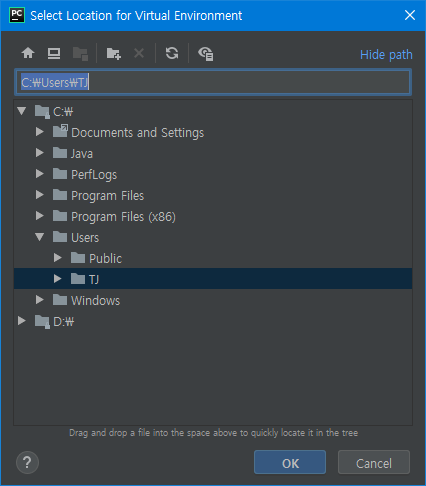 PC Select Location for Virtual Environment
Hide path
C:₩Users₩TJ
C:₩
Documents and Settings
Java
PerfLogs
Program Files
Program Files (x86)
Users
Public
TJ
Windows
D:₩
Drag and drop a file into the space above to quickly locate it in the tree
? OK Cancel